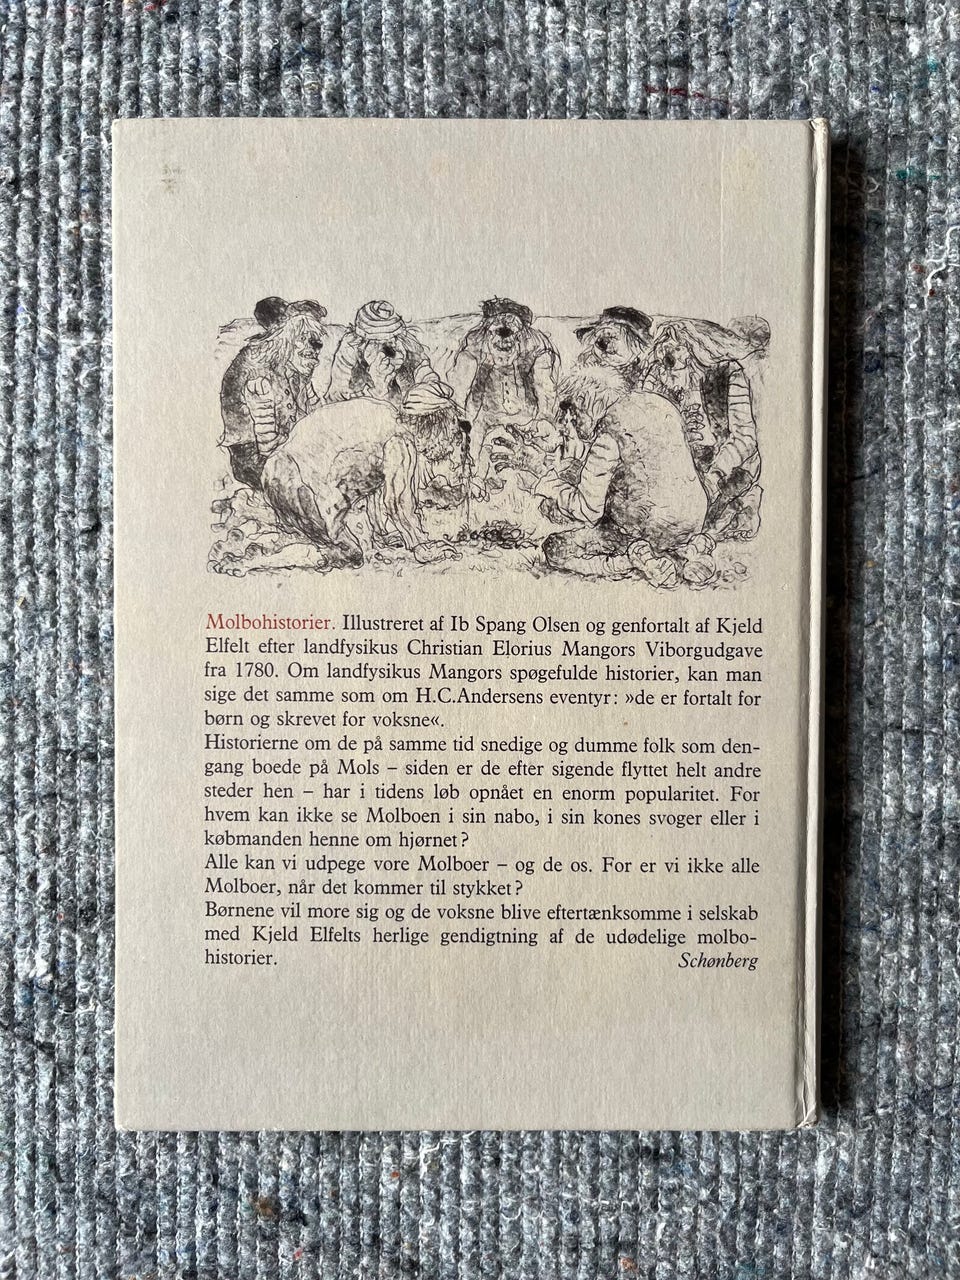 Molbohistorier. Illustreret af Ib Spang Olsen og genfortalt af Kjeld
Elfelt efter landfysikus Christian Elorius Mangors Viborgudgave
fra 1780. Om landfysikus Mangors spøgefulde historier, kan man
sige det samme som om H.C.Andersens eventyr: »de er fortalt for
børn og skrevet for voksne«.
Historierne om de på samme tid snedige og dumme folk som den-
gang boede på Mols – siden er de efter sigende flyttet helt andre
steder hen – har i tidens løb opnået en enorm popularitet. For
hvem kan ikke se Molboen i sin nabo, i sin kones svoger eller i
købmanden henne om hjørnet?
Alle kan vi udpege vore Molboer – og de os. For er vi ikke alle
Molboer, når det kommer til stykket?
Børnene vil more sig og de voksne blive eftertænksomme i selskab
med Kjeld Elfelts herlige gendigtning af de udødelige molbo-
historier. Schønberg